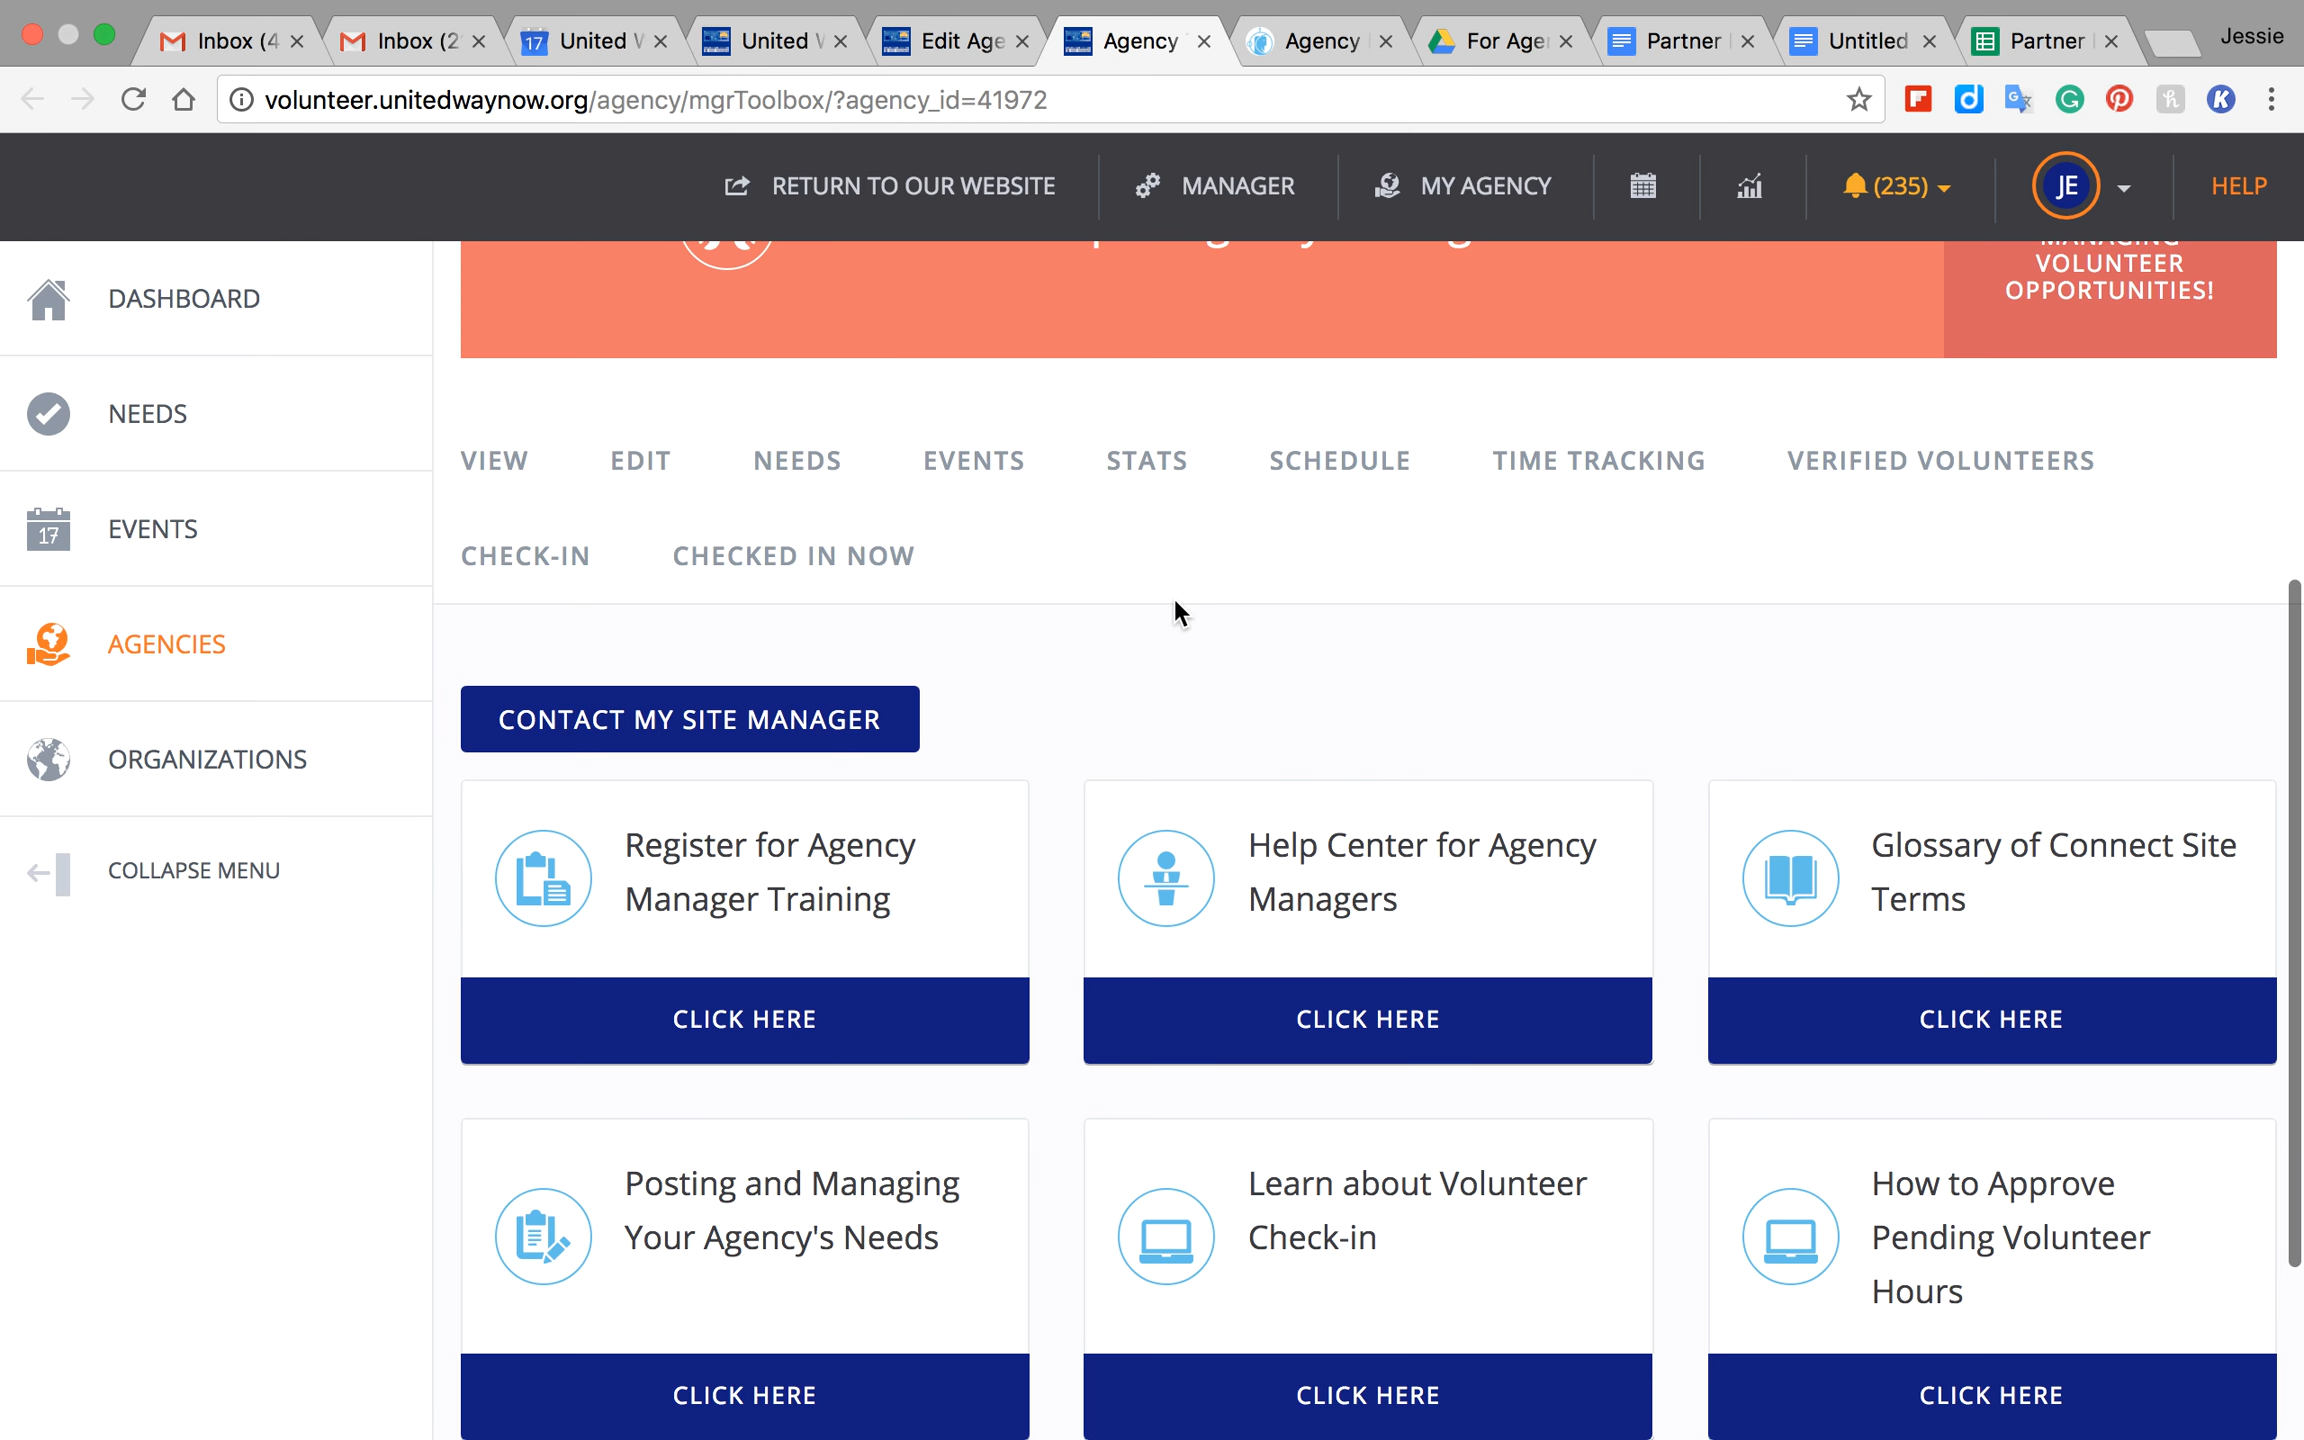 Inbox (4
Inbox (2
17 United
United
Edit Age
Agency
Agency
For Age
Partner
Untitled
Partner
Jessie
volunteer.unitedwaynow.org/agency/mgrToolbox/?agency_id=41972
RETURN TO OUR WEBSITE
MANAGER
MY AGENCY
(235)
JE
HELP
VOLUNTEER
OPPORTUNITIES!
DASHBOARD
NEEDS
17 EVENTS
AGENCIES
ORGANIZATIONS
COLLAPSE MENU
VIEW EDIT NEEDS EVENTS STATS SCHEDULE TIME TRACKING VERIFIED VOLUNTEERS
CHECK-IN CHECKED IN NOW
CONTACT MY SITE MANAGER
Register for Agency
Manager Training
CLICK HERE
Help Center for Agency
Managers
CLICK HERE
Glossary of Connect Site
Terms
CLICK HERE
Posting and Managing
Your Agency's Needs
CLICK HERE
Learn about Volunteer
Check-in
CLICK HERE
How to Approve
Pending Volunteer
Hours
CLICK HERE